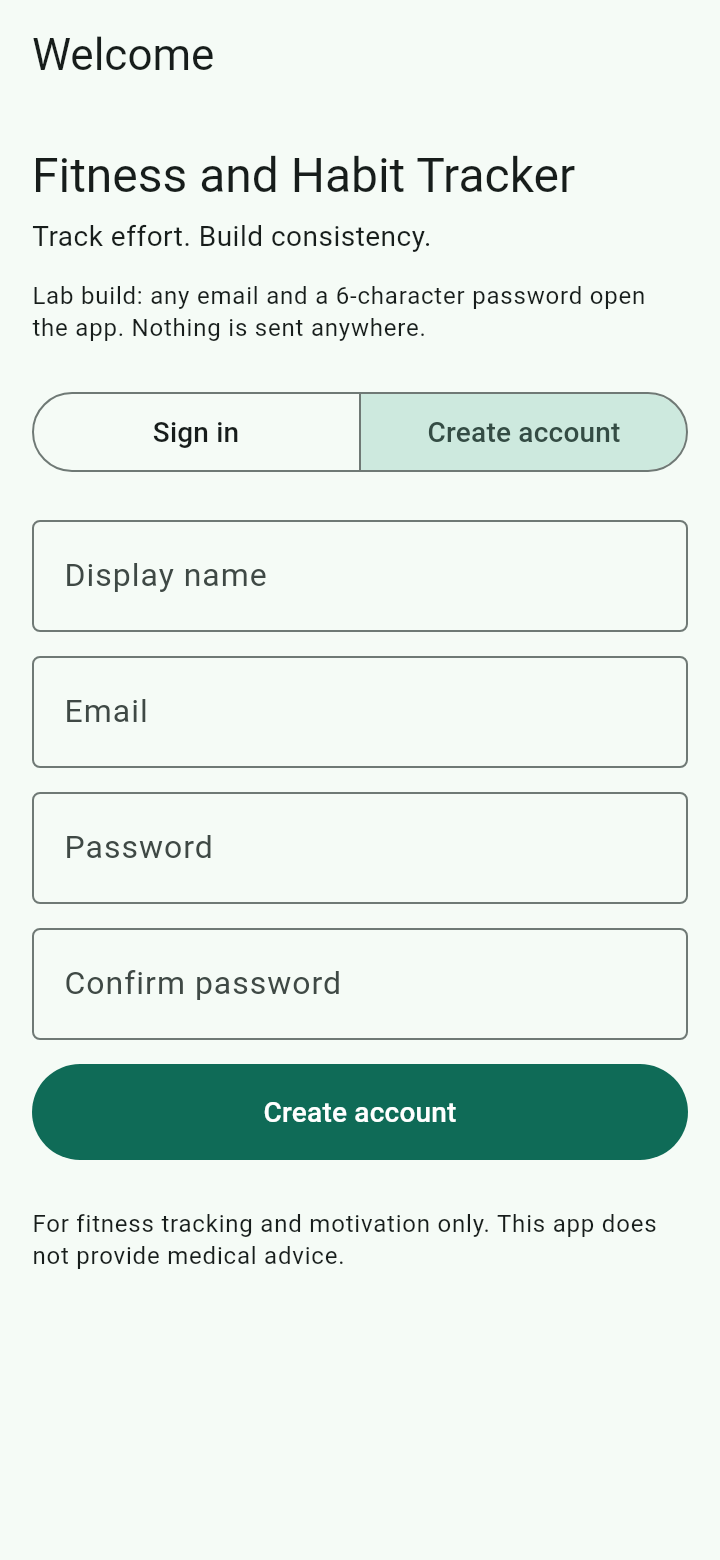 Welcome
Fitness and Habit Tracker
Track effort. Build consistency.
Lab build: any email and a 6-character password open
the app. Nothing is sent anywhere.
Sign in
Create account
Display name
Email
Password
Confirm password
Create account
For fitness tracking and motivation only. This app does
not provide medical advice.